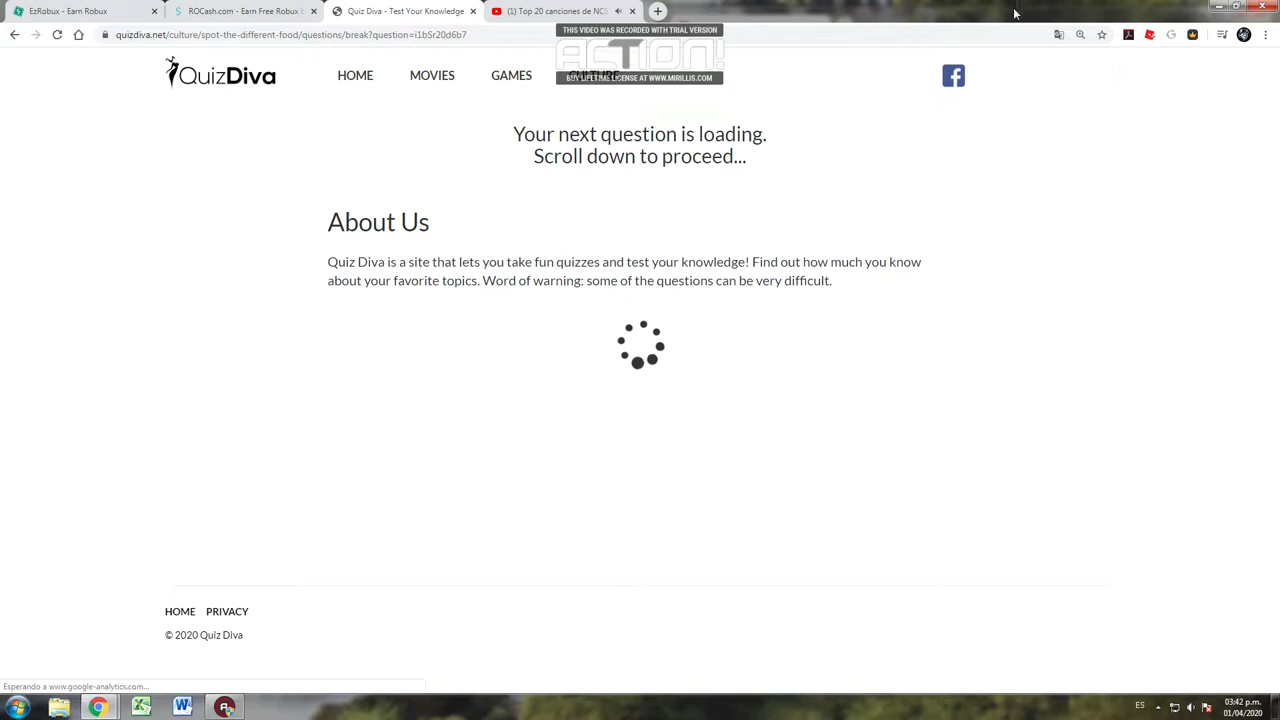 EzRobux - Earn Robux
ROCash.com - Earn Free Robux b
Quiz Diva - Test Your Knowledge
(1) Top 20 canciones de NCS
quizdiva.net/culture/spot-the-different-food/questions/break?question=i1bSr20d6b7
THIS VIDEO WAS RECORDED WITH TRIAL VERSION
ACTION!
BUY LIFETIME LICENSE AT WWW.MIRILLIS.COM
QuizDiva
HOME
MOVIES
GAMES
CULTURE
Your next question is loading.
Scroll down to proceed...
About Us
Quiz Diva is a site that lets you take fun quizzes and test your knowledge! Find out how much you know
about your favorite topics. Word of warning: some of the questions can be very difficult.
HOME PRIVACY
© 2020 Quiz Diva
Esperando a www.google-analytics.com...
ES
03:42 p.m.
01/04/2020